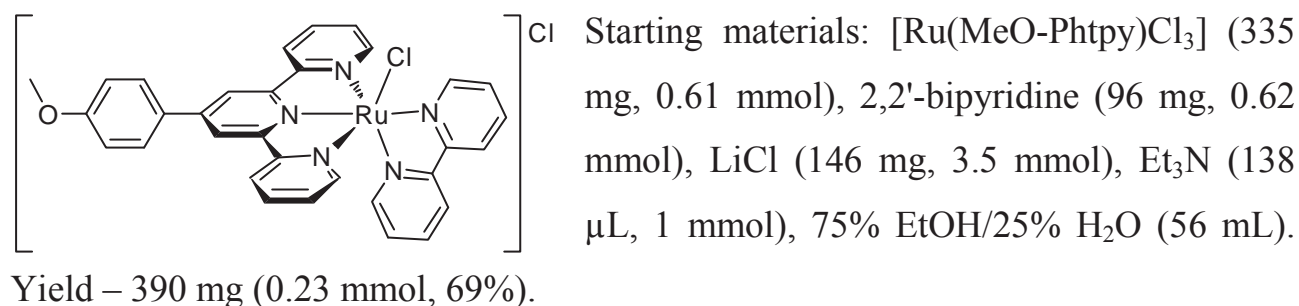 Cl Starting materials: [Ru(MeO-Phtpy)Cl₃] (335
mg, 0.61 mmol), 2,2'-bipyridine (96 mg, 0.62
mmol), LiCl (146 mg, 3.5 mmol), Et₃N (138
µL, 1 mmol), 75% EtOH/25% H₂O (56 mL).
N
Cl
O
N
Ru
N
N
N
Yield – 390 mg (0.23 mmol, 69%).